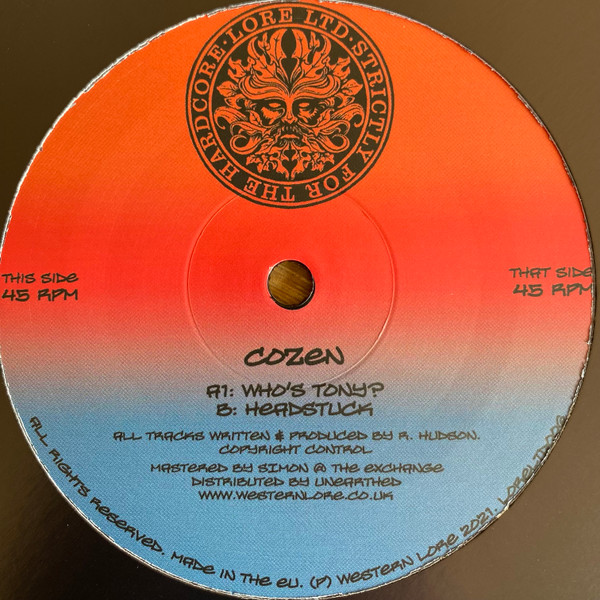 LORE LTD · STRICTLY FOR THE HARDCORE ·
THIS SIDE
45 RPM
THAT SIDE
45 RPM
COZEN
A1: WHO'S TONY?
B: HEADSTUCK
ALL TRACKS WRITTEN & PRODUCED BY R. HUDSON.
COPYRIGHT CONTROL
MASTERED BY SIMON @ THE EXCHANGE
DISTRIBUTED BY UNEARTHED
WWW.WESTERNLORE.CO.UK
ALL RIGHTS RESERVED. MADE IN THE EU. (P) WESTERN LORE 2021.